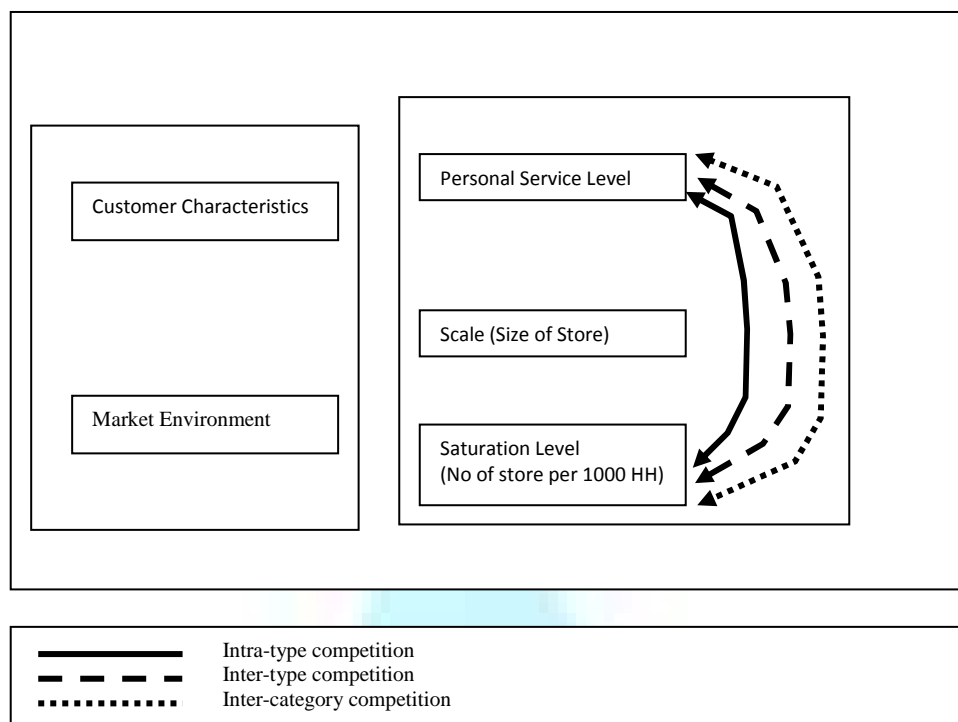 Customer Characteristics
Market Environment
Personal Service Level
Scale (Size of Store)
Saturation Level
(No of store per 1000 HH)
Intra-type competition
Inter-type competition
Inter-category competition